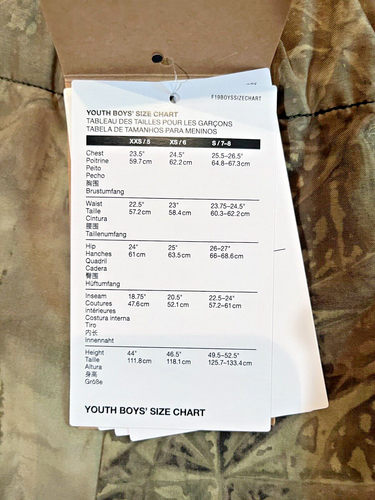 F19BOYSSIZECHART
YOUTH BOYS' SIZE CHART
TABLEAU DES TAILLES POUR LES GARÇONS
TABELA DE TAMANHOS PARA MENINOS
XXS / 5 XS / 6 S / 7-8
Chest 23.5" 24.5" 25.5-26.5"
Poitrine 59.7cm 62.2cm 64.8-67.3cm
Peito
Pecho
胸围
Brustumfang
Waist 22.5" 23" 23.75-24.5"
Taille 57.2cm 58.4cm 60.3-62.2cm
Cintura
腰围
Taillenumfang
Hip 24" 25" 26-27"
Hanches 61cm 63.5cm 66-68.6cm
Quadril
Cadera
臀围
Hüftumfang
Inseam 18.75" 20.5" 22.5-24"
Coutures 47.6cm 52.1cm 57.2-61cm
intérieures
Costura interna
Tiro
内长
Innennaht
Height 44" 46.5" 49.5-52.5"
Taille 111.8cm 118.1cm 125.7-133.4cm
Altura
身高
Größe
YOUTH BOYS' SIZE CHART